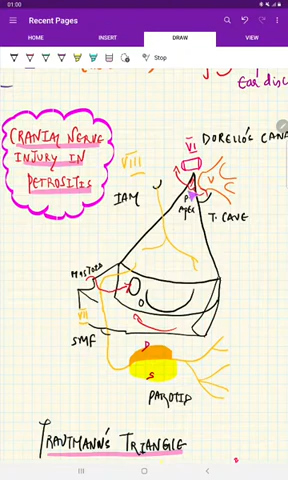 01:00
Recent Pages
HOME INSERT DRAW VIEW
Stop
Ear disc
VI
DORELLO'S CANA
CRANIAL NERVE
INJURY IN
PETROSITIS
VIII
V
IAM
P
APEX
T. CAVE
MASTOID
VII
SMF
D
S
PAROTID
TRAUTMANN'S TRIANGLE